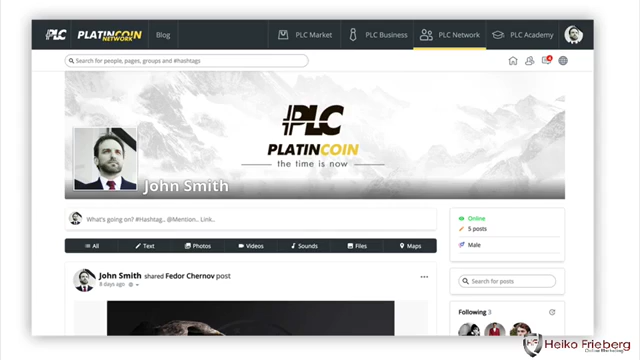 PLC
PLATINCOIN NETWORK
Blog
PLC Market
PLC Business
PLC Network
PLC Academy
Search for people, pages, groups and #hashtags
4
PLC
PLATINCOIN
the time is now
John Smith
What's going on? #Hashtag.. @Mention.. Link..
All
Text
Photos
Videos
Sounds
Files
Maps
Online
5 posts
Male
John Smith shared Fedor Chernov post
8 days ago
Search for posts
Following 3
Heiko Frieberg
Online Marketing